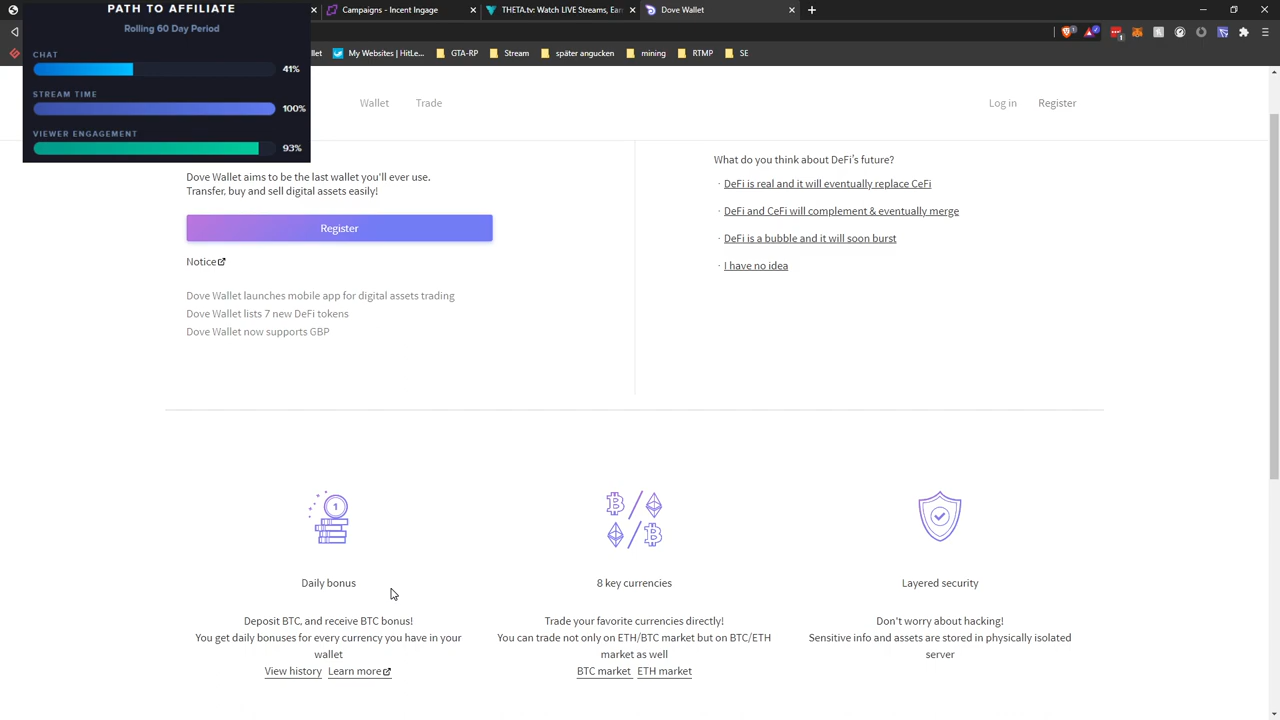 PATH TO AFFILIATE
Rolling 60 Day Period
CHAT
41%
STREAM TIME
100%
VIEWER ENGAGEMENT
93%
Campaigns - Incent Ingage
THETA.tv: Watch LIVE Streams, Ear
Dove Wallet
My Websites | HitLe...
GTA-RP
Stream
später angucken
mining
RTMP
SE
Wallet
Trade
Log in
Register
Dove Wallet aims to be the last wallet you'll ever use.
Transfer, buy and sell digital assets easily!
Register
Notice
Dove Wallet launches mobile app for digital assets trading
Dove Wallet lists 7 new DeFi tokens
Dove Wallet now supports GBP
What do you think about DeFi's future?
· DeFi is real and it will eventually replace CeFi
· DeFi and CeFi will complement & eventually merge
· DeFi is a bubble and it will soon burst
· I have no idea
Daily bonus
Deposit BTC, and receive BTC bonus!
You get daily bonuses for every currency you have in your
wallet
View history Learn more
8 key currencies
Trade your favorite currencies directly!
You can trade not only on ETH/BTC market but on BTC/ETH
market as well
BTC market ETH market
Layered security
Don't worry about hacking!
Sensitive info and assets are stored in physically isolated
server